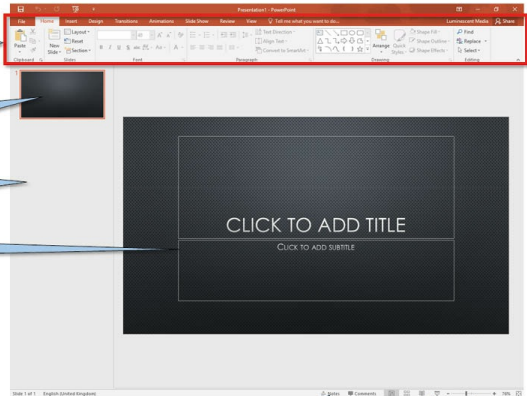 Presentation1 - PowerPoint
File Home Insert Design Transitions Animations Slide Show Review View Tell me what you want to do... Luminescent Media Share
Paste
New Slide
Layout
Reset
Section
Text Direction
Align Text
Convert to SmartArt
Arrange
Quick Styles
Shape Fill
Shape Outline
Shape Effects
Find
Replace
Select
Clipboard Slides Font Paragraph Drawing Editing
1
CLICK TO ADD TITLE
CLICK TO ADD SUBTITLE
Slide 1 of 1 English (United Kingdom) Notes Comments 78%